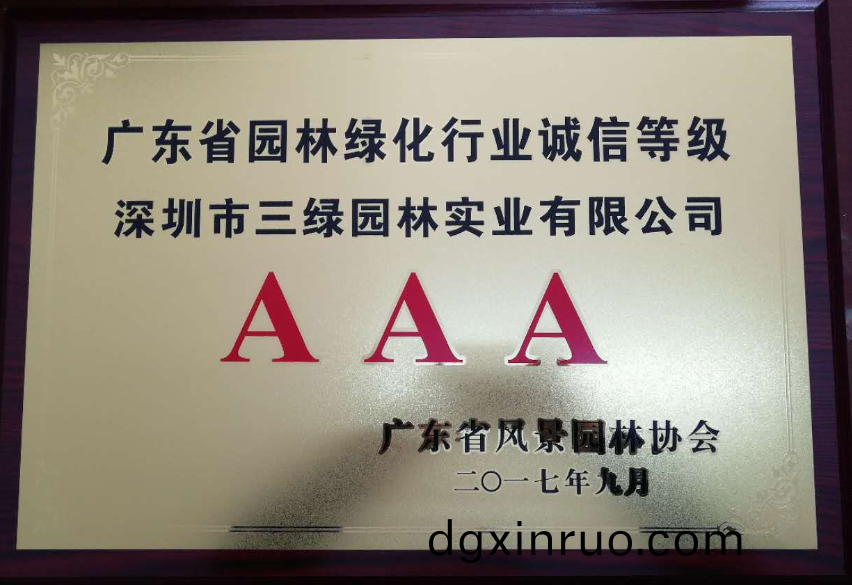 广东省园林绿化行业诚信等级
深圳市三绿园林实业有限公司
AAA
广东省风景园林协会
二〇一七年九月
dgxinruo.com